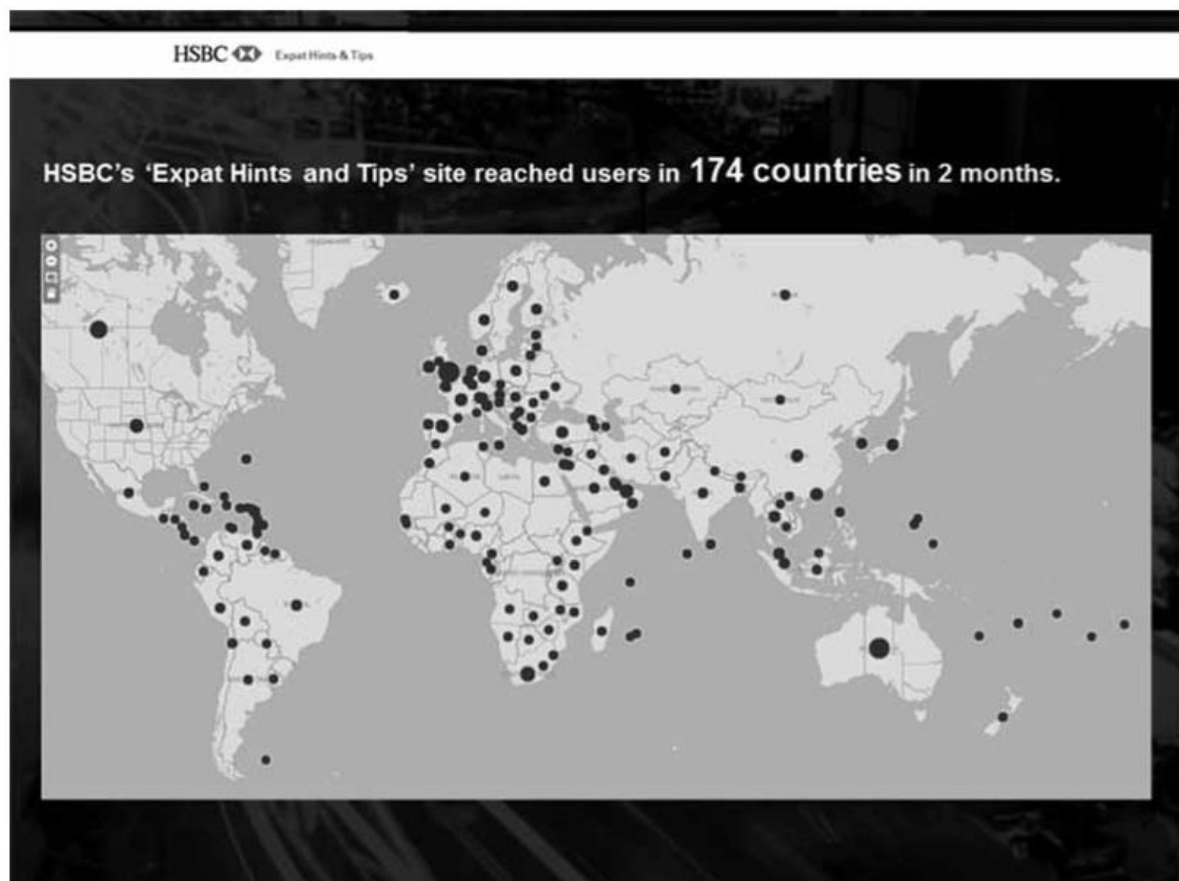 HSBC Expat Hints & Tips
HSBC's 'Expat Hints and Tips' site reached users in 174 countries in 2 months.